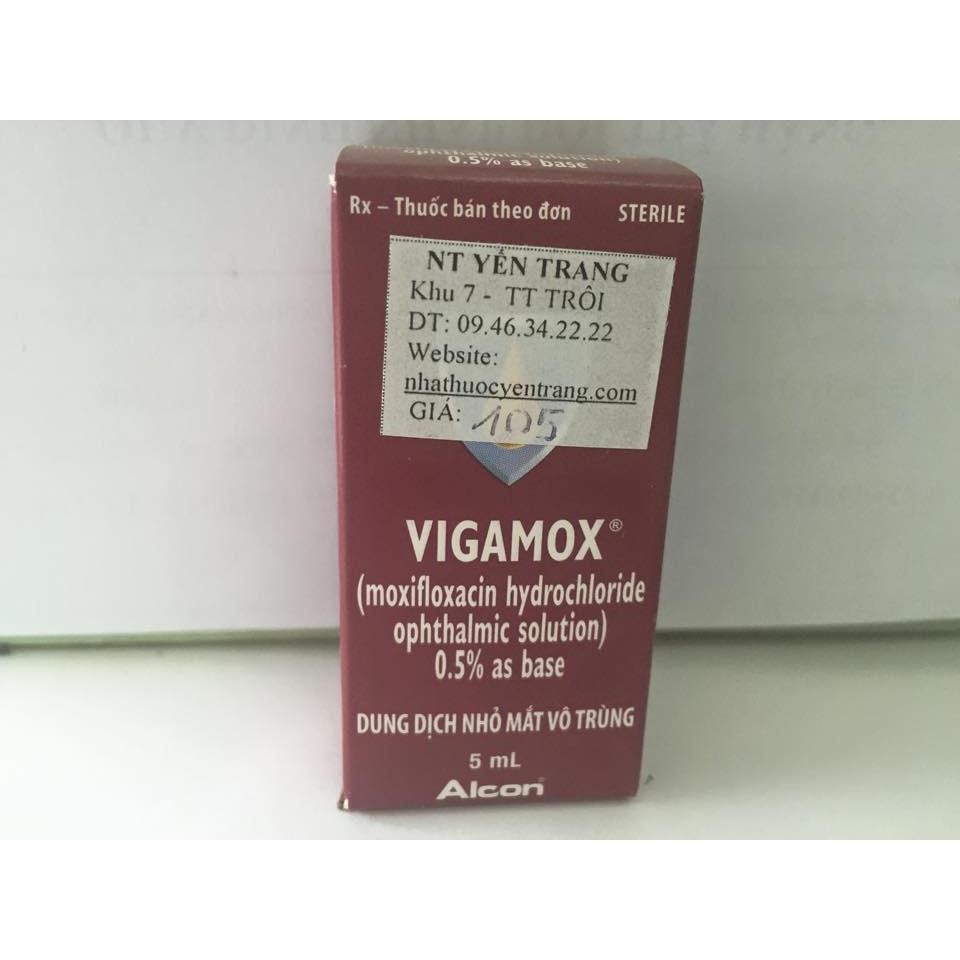 ophthalmic solution)
0.5% as base
Rx – Thuốc bán theo đơn STERILE
NT YẾN TRANG
Khu 7 - TT TRÔI
DT: 09.46.34.22.22
Website:
nhathuocyentrang.com
GIÁ: 105
VIGAMOX®
(moxifloxacin hydrochloride
ophthalmic solution)
0.5% as base
DUNG DỊCH NHỎ MẮT VÔ TRÙNG
5 mL
Alcon®